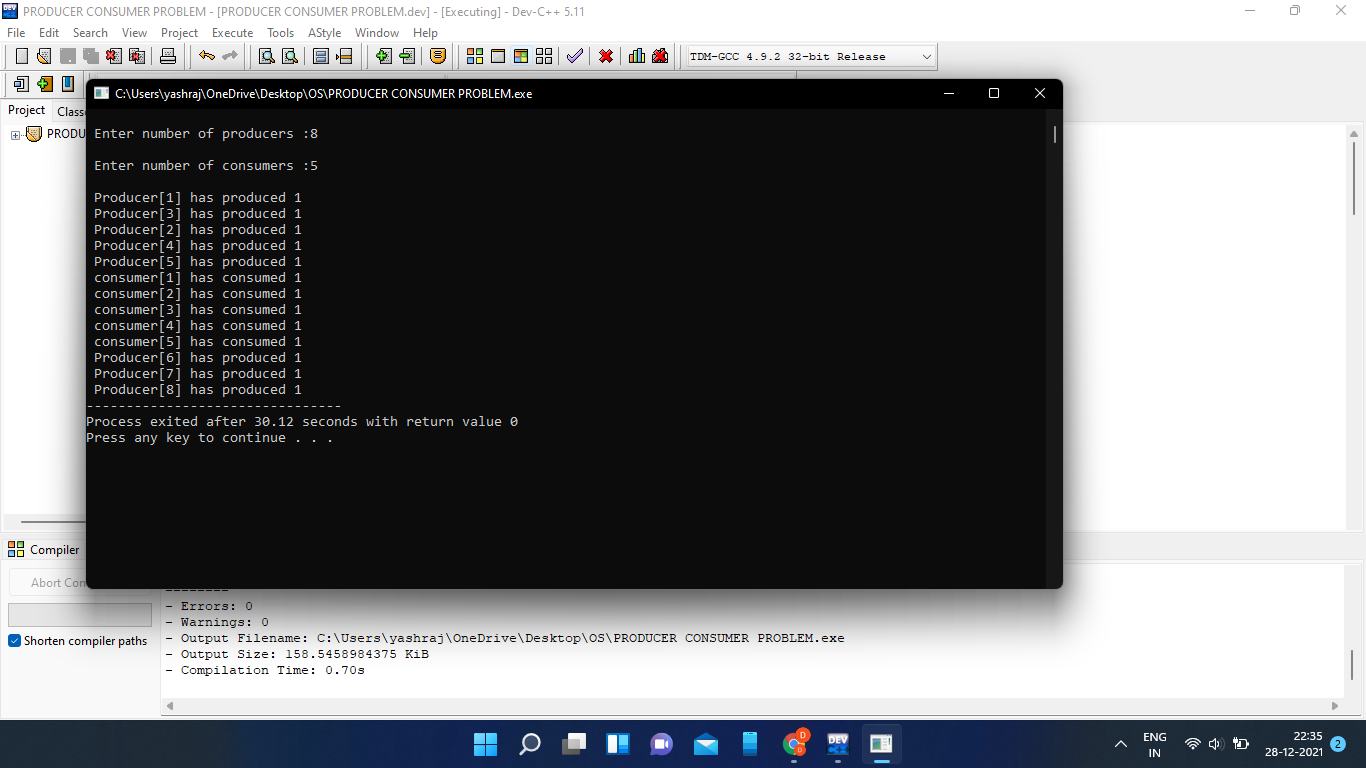 PRODUCER CONSUMER PROBLEM - [PRODUCER CONSUMER PROBLEM.dev] - [Executing] - Dev-C++ 5.11
File Edit Search View Project Execute Tools AStyle Window Help
TDM-GCC 4.9.2 32-bit Release
Project Class
PRODU
C:\Users\yashraj\OneDrive\Desktop\OS\PRODUCER CONSUMER PROBLEM.exe
Enter number of producers :8
Enter number of consumers :5
Producer[1] has produced 1
Producer[3] has produced 1
Producer[2] has produced 1
Producer[4] has produced 1
Producer[5] has produced 1
consumer[1] has consumed 1
consumer[2] has consumed 1
consumer[3] has consumed 1
consumer[4] has consumed 1
consumer[5] has consumed 1
Producer[6] has produced 1
Producer[7] has produced 1
Producer[8] has produced 1
--------------------------------
Process exited after 30.12 seconds with return value 0
Press any key to continue . . .
Compiler
Abort Com
Shorten compiler paths
--------
- Errors: 0
- Warnings: 0
- Output Filename: C:\Users\yashraj\OneDrive\Desktop\OS\PRODUCER CONSUMER PROBLEM.exe
- Output Size: 158.5458984375 KiB
- Compilation Time: 0.70s
D
DEV
ENG
IN
22:35
28-12-2021
2